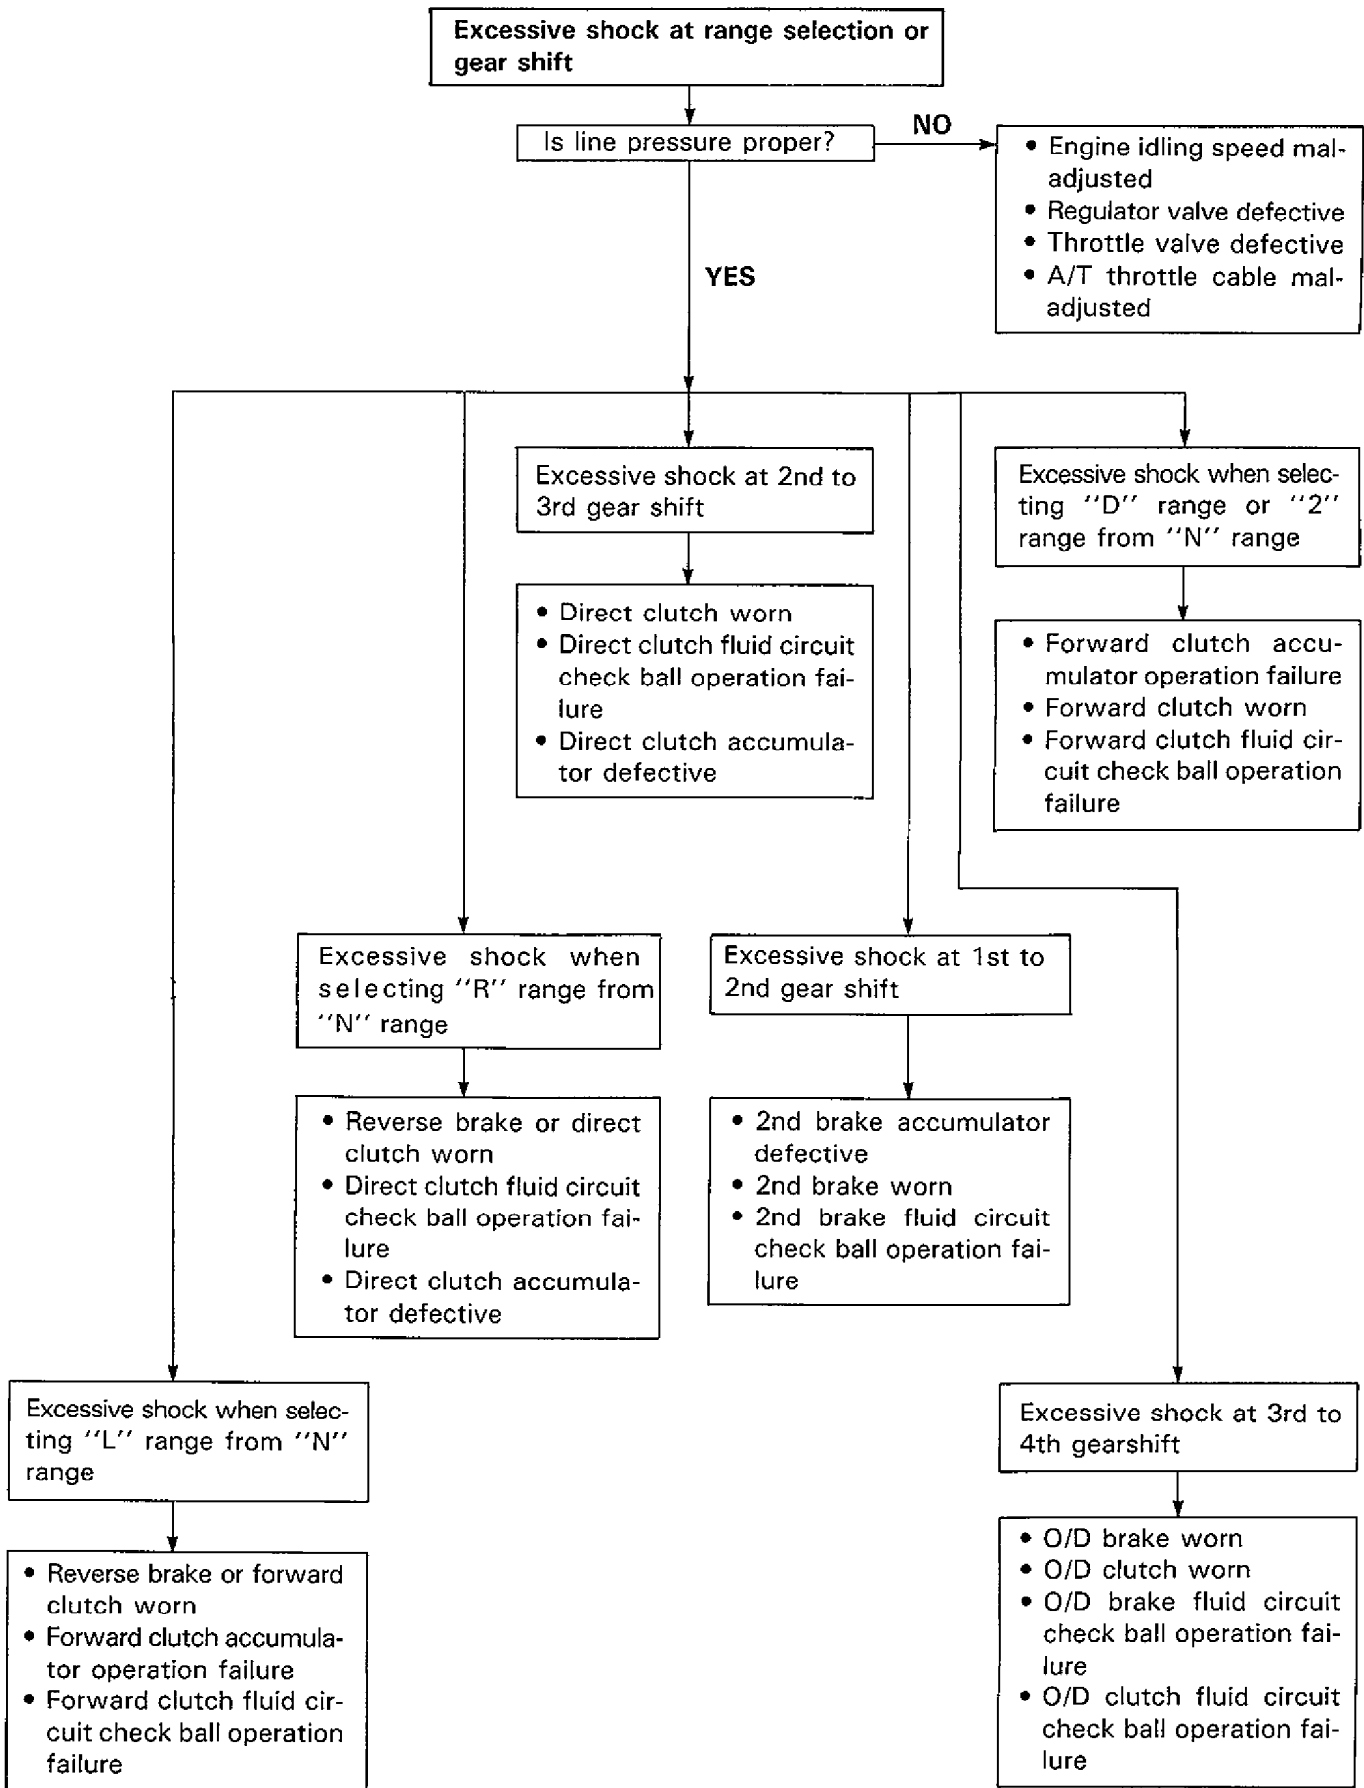 Excessive shock at range selection or
gear shift
Is line pressure proper?
NO
• Engine idling speed mal-
adjusted
• Regulator valve defective
• Throttle valve defective
• A/T throttle cable mal-
adjusted
YES
Excessive shock at 2nd to
3rd gear shift
• Direct clutch worn
• Direct clutch fluid circuit
check ball operation fai-
lure
• Direct clutch accumula-
tor defective
Excessive shock when selec-
ting "D" range or "2"
range from "N" range
• Forward clutch accu-
mulator operation failure
• Forward clutch worn
• Forward clutch fluid cir-
cuit check ball operation
failure
Excessive shock when
selecting "R" range from
"N" range
• Reverse brake or direct
clutch worn
• Direct clutch fluid circuit
check ball operation fai-
lure
• Direct clutch accumula-
tor defective
Excessive shock at 1st to
2nd gear shift
• 2nd brake accumulator
defective
• 2nd brake worn
• 2nd brake fluid circuit
check ball operation fai-
lure
Excessive shock when selec-
ting "L" range from "N"
range
• Reverse brake or forward
clutch worn
• Forward clutch accumula-
tor operation failure
• Forward clutch fluid cir-
cuit check ball operation
failure
Excessive shock at 3rd to
4th gearshift
• O/D brake worn
• O/D clutch worn
• O/D brake fluid circuit
check ball operation fai-
lure
• O/D clutch fluid circuit
check ball operation fai-
lure